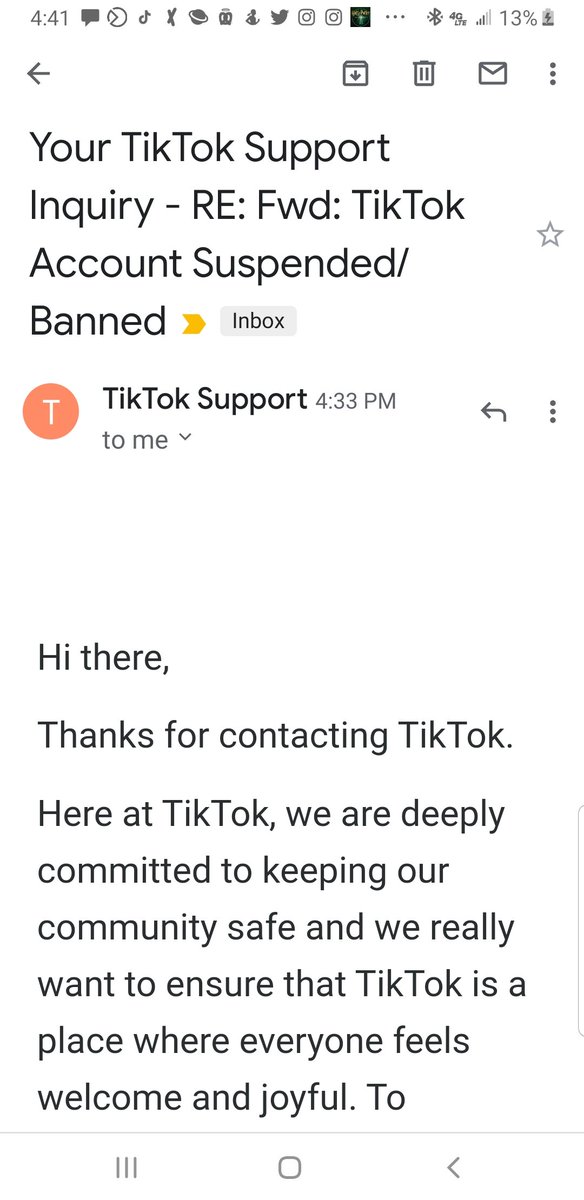 4:41 4G LTE 13%
Your TikTok Support
Inquiry - RE: Fwd: TikTok
Account Suspended/
Banned Inbox
T TikTok Support 4:33 PM
to me
Hi there,
Thanks for contacting TikTok.
Here at TikTok, we are deeply
committed to keeping our
community safe and we really
want to ensure that TikTok is a
place where everyone feels
welcome and joyful. To